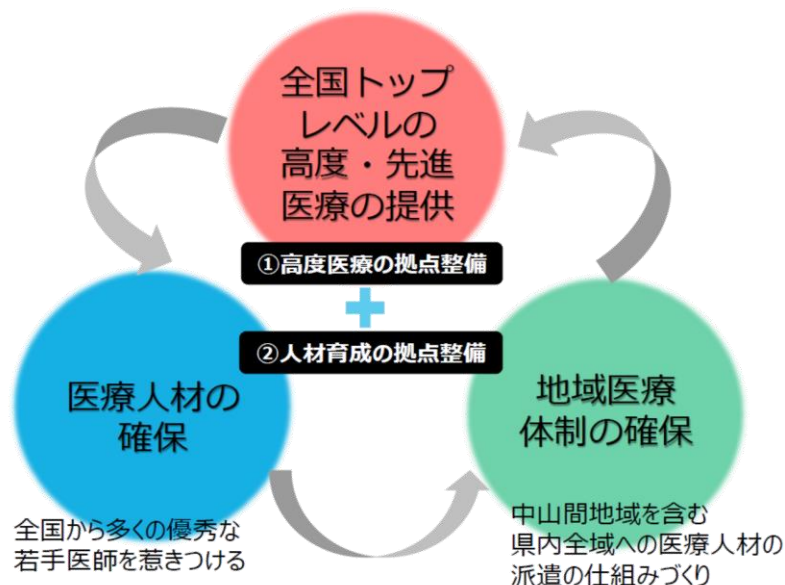 全国トップ
レベルの
高度・先進
医療の提供
①高度医療の拠点整備
②人材育成の拠点整備
医療人材の
確保
地域医療
体制の確保
全国から多くの優秀な
若手医師を惹きつける
中山間地域を含む
県内全域への医療人材の
派遣の仕組みづくり